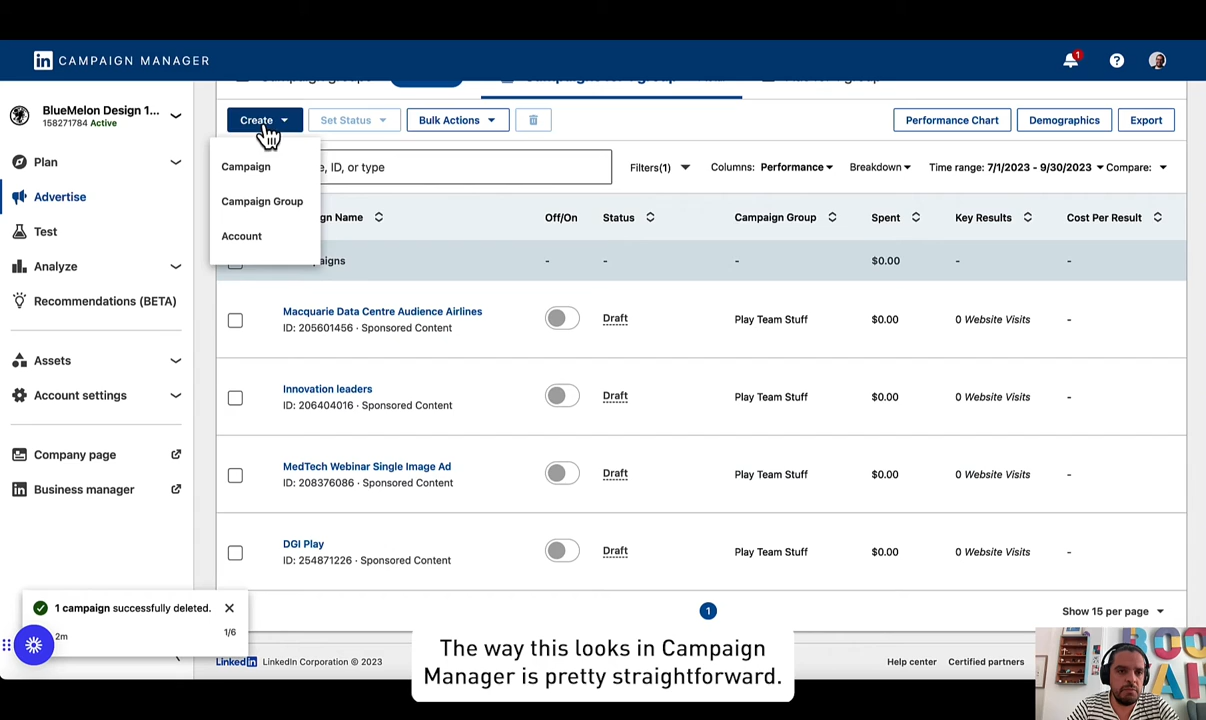 in CAMPAIGN MANAGER
1
?
BlueMelon Design 1...
158271784 Active
Plan
Advertise
Test
Analyze
Recommendations (BETA)
Assets
Account settings
Company page
in Business manager
Create
Set Status
Bulk Actions
Performance Chart
Demographics
Export
Campaign
Campaign Group
Account
e, ID, or type
Filters(1)
Columns: Performance
Breakdown
Time range: 7/1/2023 - 9/30/2023
Compare:
gn Name
Off/On
Status
Campaign Group
Spent
Key Results
Cost Per Result
paigns
-
-
-
$0.00
-
-
Macquarie Data Centre Audience Airlines
ID: 205601456 · Sponsored Content
Draft
Play Team Stuff
$0.00
0 Website Visits
-
Innovation leaders
ID: 206404016 · Sponsored Content
Draft
Play Team Stuff
$0.00
0 Website Visits
-
MedTech Webinar Single Image Ad
ID: 208376086 · Sponsored Content
Draft
Play Team Stuff
$0.00
0 Website Visits
-
DGI Play
ID: 254871226 · Sponsored Content
Draft
Play Team Stuff
$0.00
0 Website Visits
-
1 campaign successfully deleted.
2m
1/6
1
Show 15 per page
LinkedIn LinkedIn Corporation © 2023
Help center
Certified partners
The way this looks in Campaign
Manager is pretty straightforward.